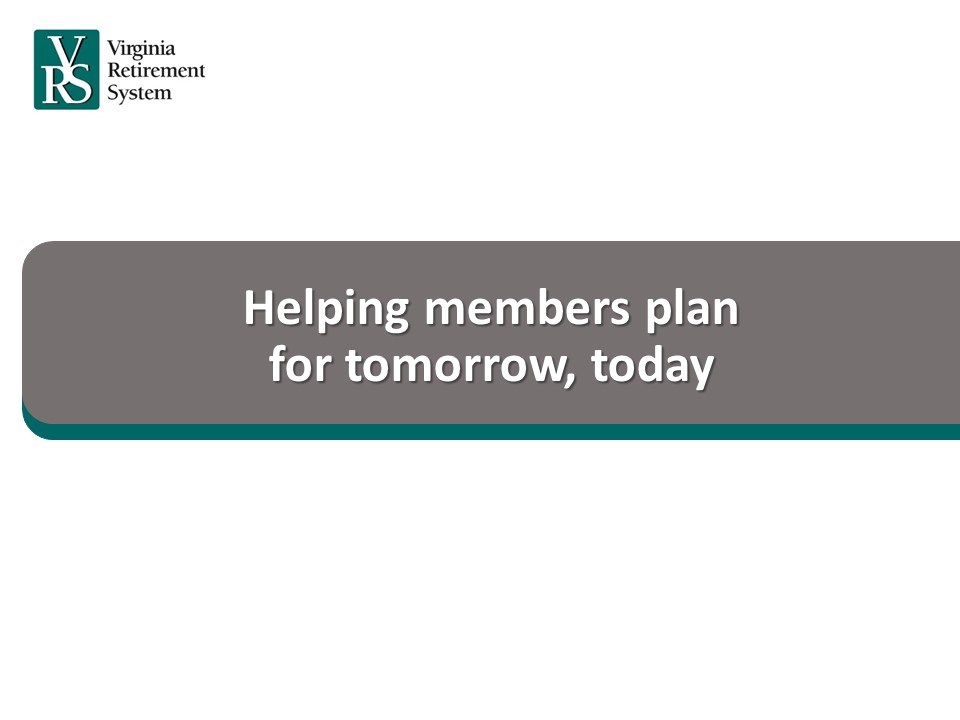 VRS
Virginia
Retirement
System
Helping members plan
for tomorrow, today